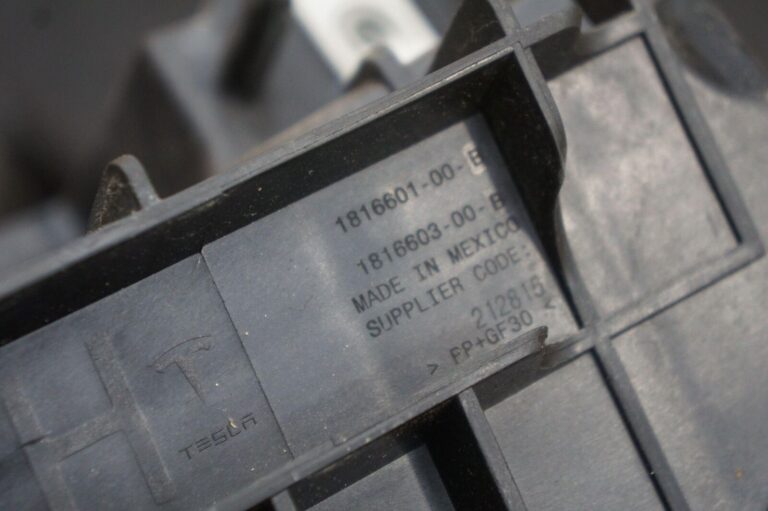 1816601-00-B
1816603-00-B
MADE IN MEXICO
SUPPLIER CODE:
212815
> PP+GF30 <
TESLA